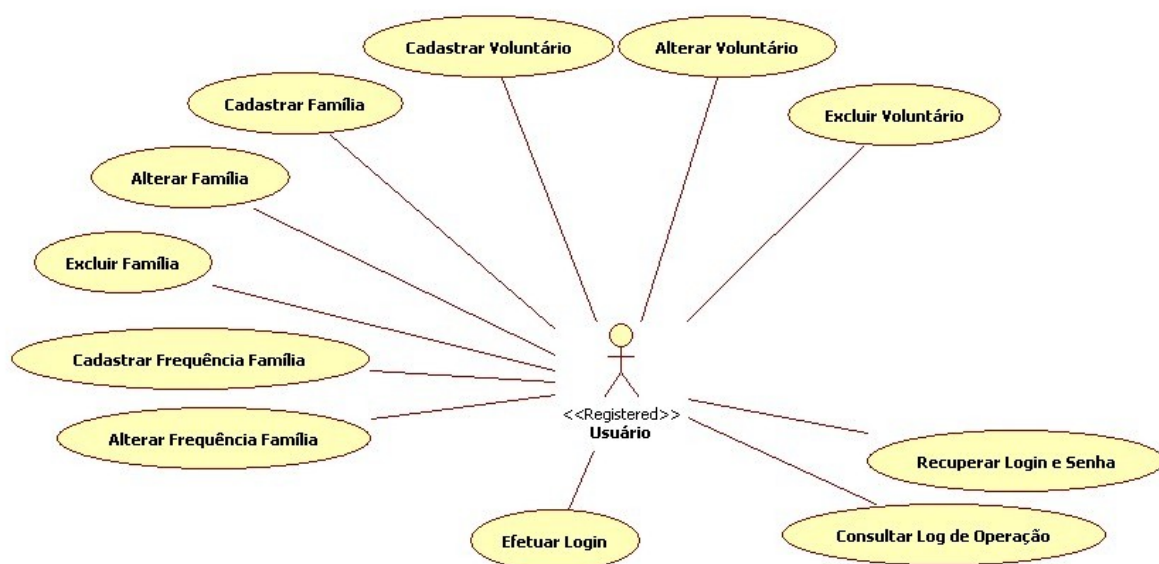 Cadastrar Voluntário
Alterar Voluntário
Cadastrar Família
Excluir Voluntário
Alterar Família
Excluir Família
Cadastrar Frequência Família
Alterar Frequência Família
<<Registered>>
Usuário
Recuperar Login e Senha
Efetuar Login
Consultar Log de Operação